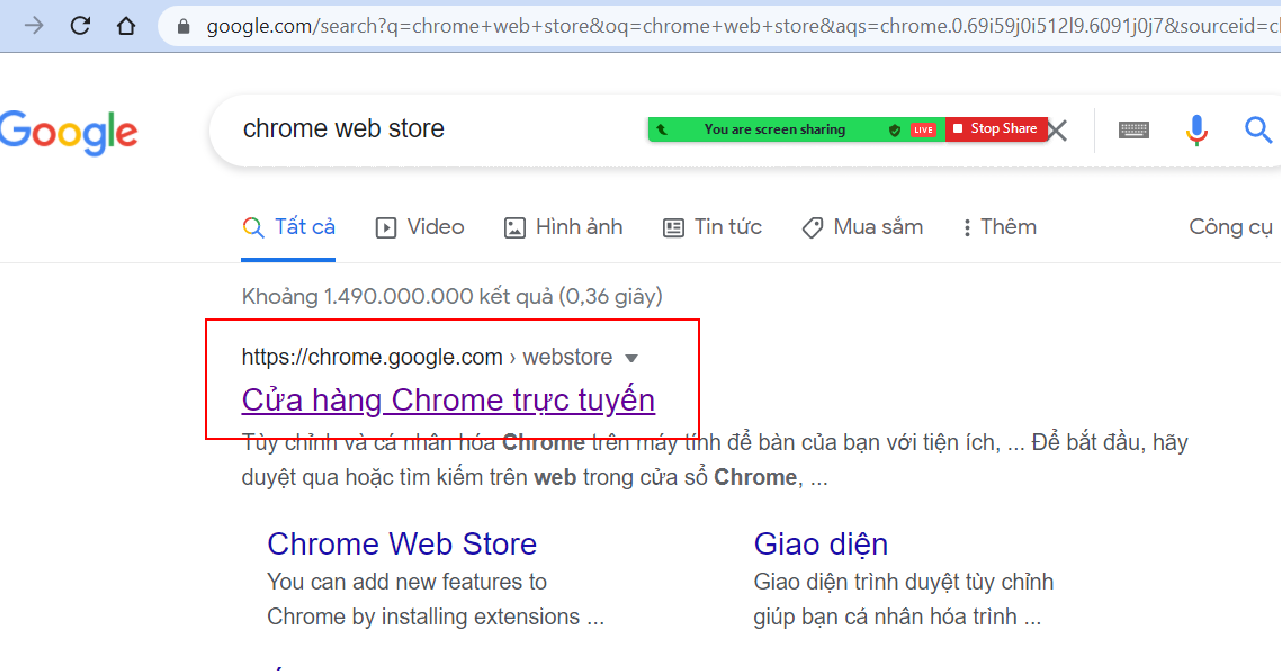 google.com/search?q=chrome+web+store&oq=chrome+web+store&aqs=chrome.0.69i59j0i512l9.6091j0j7&sourceid=c
Google
chrome web store
You are screen sharing LIVE Stop Share
Tất cả Video Hình ảnh Tin tức Mua sắm Thêm Công cụ
Khoảng 1.490.000.000 kết quả (0,36 giây)
https://chrome.google.com › webstore
Cửa hàng Chrome trực tuyến
Tùy chỉnh và cá nhân hóa Chrome trên máy tính để bàn của bạn với tiện ích, ... Để bắt đầu, hãy
duyệt qua hoặc tìm kiếm trên web trong cửa sổ Chrome, ...
Chrome Web Store
You can add new features to
Chrome by installing extensions ...
Giao diện
Giao diện trình duyệt tùy chỉnh
giúp bạn cá nhân hóa trình ...